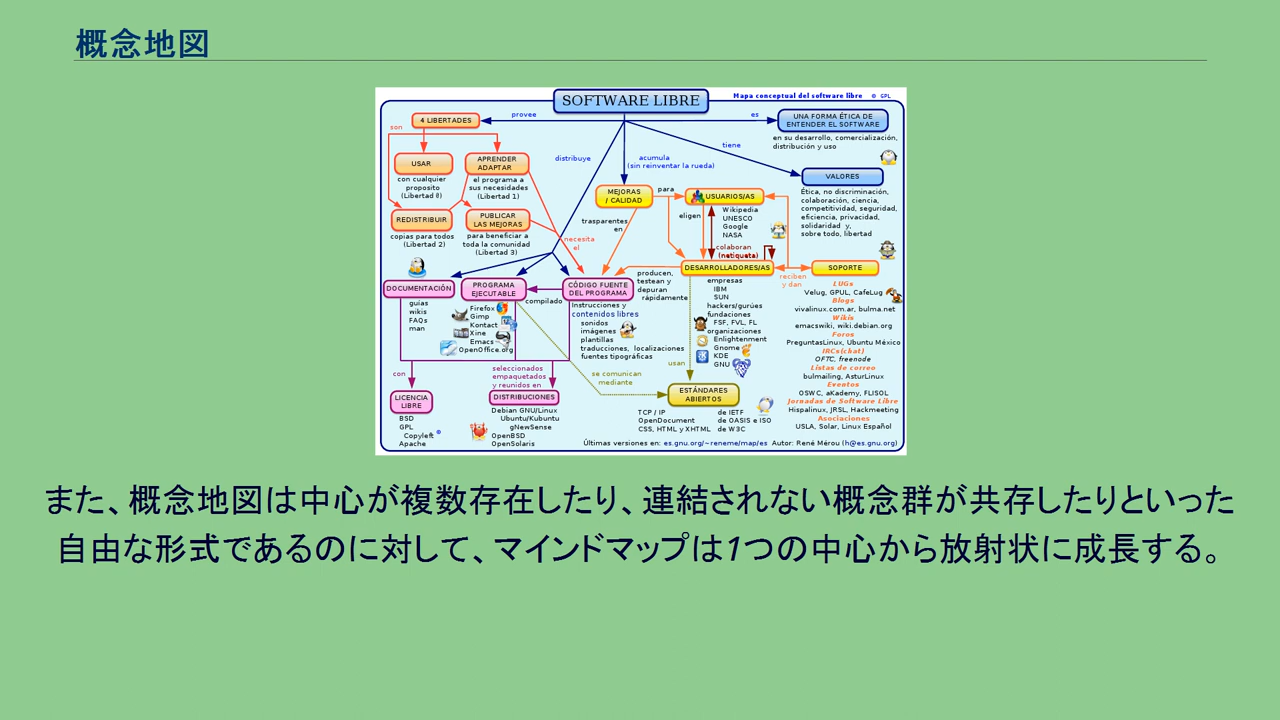 概念地図
SOFTWARE LIBRE
Mapa conceptual del software libre © GPL
provee
es
4 LIBERTADES
UNA FORMA ÉTICA DE
ENTENDER EL SOFTWARE
en su desarrollo, comercialización,
distribución y uso
son
distribuye
acumula
(sin reinventar la rueda)
tiene
USAR
con cualquier
proposito
(Libertad 0)
APRENDER
ADAPTAR
el programa a
sus necesidades
(Libertad 1)
VALORES
Ética, no discriminación,
colaboración, ciencia,
competitividad, seguridad,
eficiencia, privacidad,
solidaridad y,
sobre todo, libertad
MEJORAS
/ CALIDAD
para
USUARIOS/AS
Wikipedia
UNESCO
Google
NASA
eligen
REDISTRIBUIR
copias para todos
(Libertad 2)
PUBLICAR
LAS MEJORAS
para beneficiar a
toda la comunidad
(Libertad 3)
trasparentes
en
necesita
el
colaboran
(netiqueta)
DESARROLLADORES/AS
empresas
IBM
SUN
hackers/gurúes
fundaciones
FSF, FVL, FL
organizaciones
Enlightenment
Gnome
KDE
GNU
reciben
y dan
SOPORTE
LUGs
Velug, GPUL, CafeLug
Blogs
vivalinux.com.ar, bulma.net
Wikis
emacswiki, wiki.debian.org
Foros
PreguntasLinux, Ubuntu México
IRCs(chat)
OFTC, freenode
Listas de correo
bulmailing, AsturLinux
Eventos
OSWC, aKademy, FLISOL
Jornadas de Software Libre
Hispalinux, JRSL, Hackmeeting
Asociaciones
USLA, Solar, Linux Español
producen,
testean y
depuran
rápidamente
DOCUMENTACIÓN
guias
wikis
FAQs
man
PROGRAMA
EJECUTABLE
Firefox
Gimp
Kontact
Xine
Emacs
OpenOffice.org
compilado
CÓDIGO FUENTE
DEL PROGRAMA
Instrucciones y
contenidos libres
sonidos
imágenes
plantillas
traducciones, localizaciones
fuentes tipográficas
con
seleccionados
empaquetados
y reunidos en
se comunican
mediante
usan
LICENCIA
LIBRE
BSD
GPL
Copyleft
Apache
DISTRIBUCIONES
Debian GNU/Linux
Ubuntu/Kubuntu
gNewSense
OpenBSD
OpenSolaris
ESTÁNDARES
ABIERTOS
TCP / IP de IETF
OpenDocument de OASIS e ISO
CSS, HTML y XHTML de W3C
Últimas versiones en: es.gnu.org/~reneme/map/es Autor: René Mérou (h@es.gnu.org)
また、概念地図は中心が複数存在したり、連結されない概念群が共存したりといった
自由な形式であるのに対して、マインドマップは1つの中心から放射状に成長する。